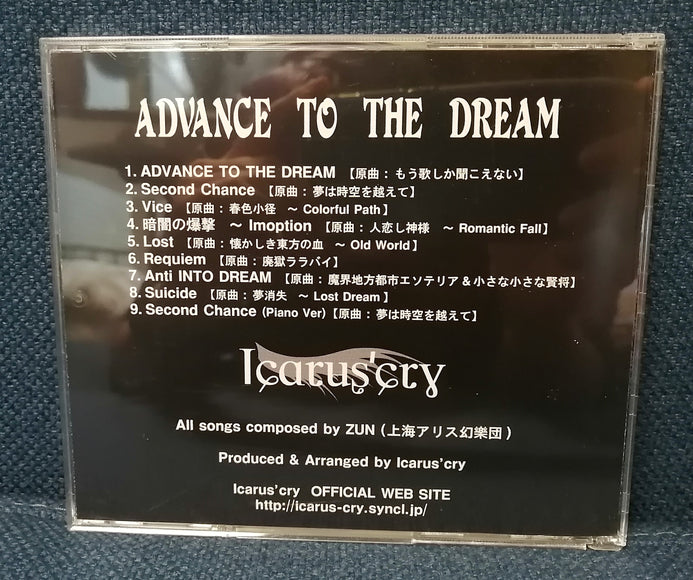 ADVANCE TO THE DREAM
1. ADVANCE TO THE DREAM 【原曲：もう歌しか聞こえない】
2. Second Chance 【原曲：夢は時空を越えて】
3. Vice 【原曲：春色小径 ～ Colorful Path】
4. 暗闇の爆撃 ～ Imoption 【原曲：人恋し神様 ～ Romantic Fall】
5. Lost 【原曲：懐かしき東方の血 ～ Old World】
6. Requiem 【原曲：廃獄ララバイ】
7. Anti INTO DREAM 【原曲：魔界地方都市エソテリア＆小さな小さな賢将】
8. Suicide 【原曲：夢消失 ～ Lost Dream】
9. Second Chance (Piano Ver)【原曲：夢は時空を越えて】
Icarus'cry
All songs composed by ZUN (上海アリス幻樂団)
Produced & Arranged by Icarus'cry
Icarus'cry OFFICIAL WEB SITE
http://icarus-cry.syncl.jp/